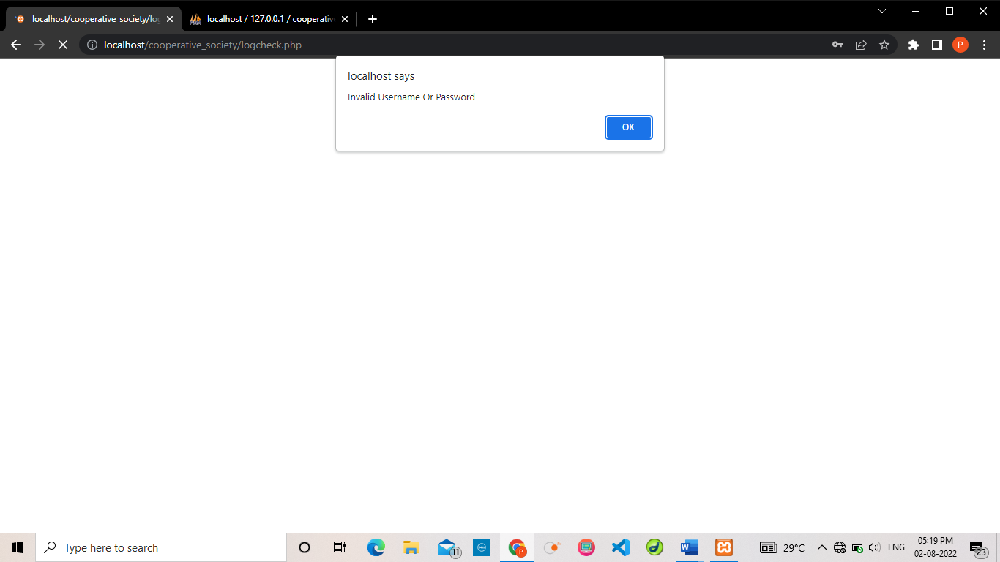 localhost/cooperative_society/log
localhost / 127.0.0.1 / cooperativ
localhost/cooperative_society/logcheck.php
P
localhost says
Invalid Username Or Password
OK
Type here to search
11
DELL
P
W
29°C
ENG
05:19 PM
02-08-2022
23